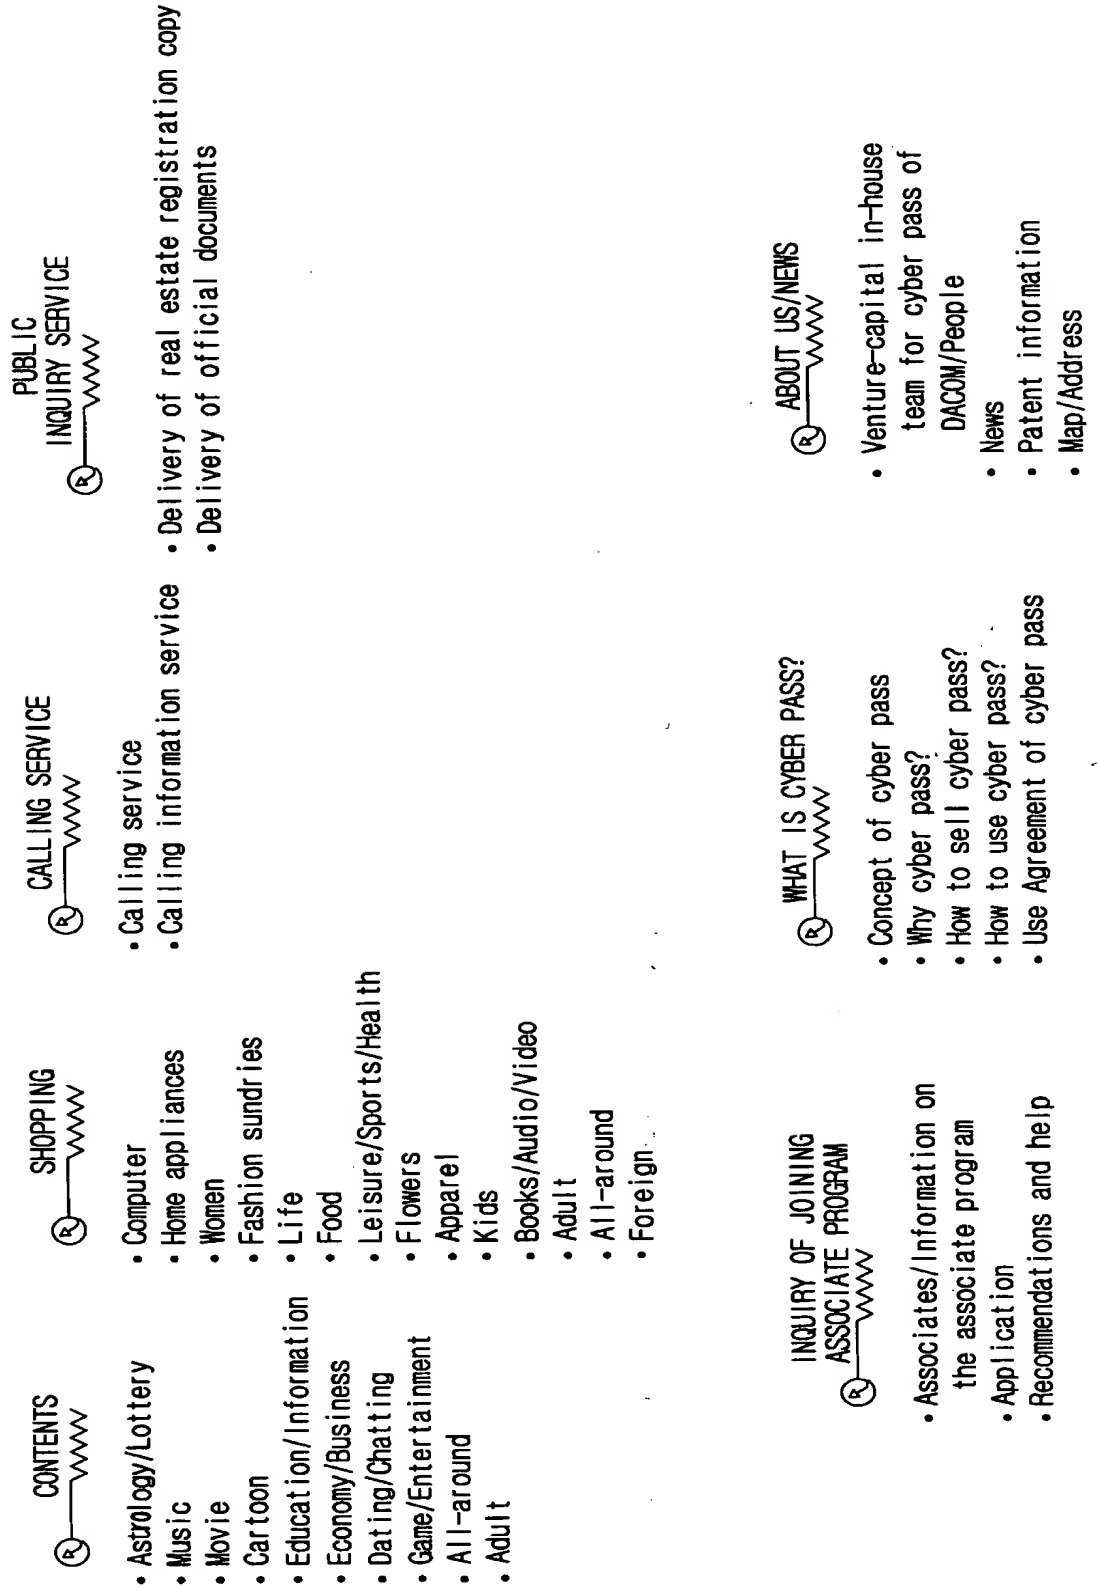 CONTENTS
• Astrology/Lottery
• Music
• Movie
• Cartoon
• Education/Information
• Economy/Business
• Dating/Chatting
• Game/Entertainment
• All-around
• Adult
SHOPPING
• Computer
• Home appliances
• Women
• Fashion sundries
• Life
• Food
• Leisure/Sports/Health
• Flowers
• Apparel
• Kids
• Books/Audio/Video
• Adult
• All-around
• Foreign
CALLING SERVICE
• Calling service
• Calling information service
PUBLIC
INQUIRY SERVICE
• Delivery of real estate registration copy
• Delivery of official documents
INQUIRY OF JOINING
ASSOCIATE PROGRAM
• Associates/Information on
the associate program
• Application
• Recommendations and help
WHAT IS CYBER PASS?
• Concept of cyber pass
• Why cyber pass?
• How to sell cyber pass?
• How to use cyber pass?
• Use Agreement of cyber pass
ABOUT US/NEWS
• Venture-capital in-house
team for cyber pass of
DACOM/People
• News
• Patent information
• Map/Address